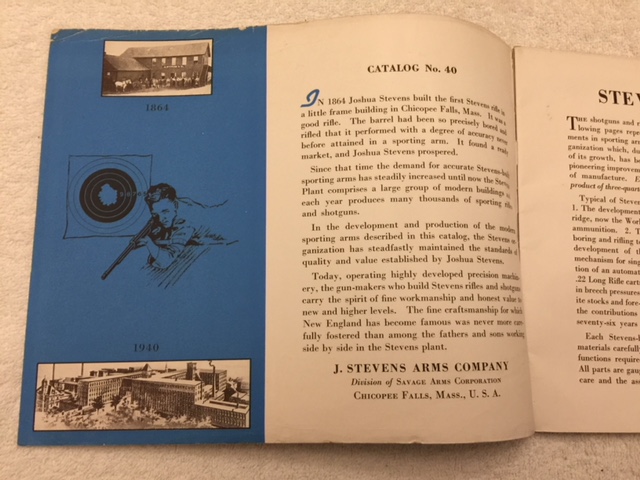 1864
1940
CATALOG No. 40
IN 1864 Joshua Stevens built the first Stevens rifle in
a little frame building in Chicopee Falls, Mass. It was a
good rifle. The barrel had been so precisely bored and
rifled that it performed with a degree of accuracy never
before attained in a sporting arm. It found a ready
market, and Joshua Stevens prospered.
Since that time the demand for accurate Stevens-built
sporting arms has steadily increased until now the Stevens
Plant comprises a large group of modern buildings
each year produces many thousands of sporting rifles
and shotguns.
In the development and production of the modern
sporting arms described in this catalog, the Stevens or-
ganization has steadfastly maintained the standards of
quality and value established by Joshua Stevens.
Today, operating highly developed precision machin-
ery, the gun-makers who build Stevens rifles and shotguns
carry the spirit of fine workmanship and honest value to
new and higher levels. The fine craftsmanship for which
New England has become famous was never more care-
fully fostered than among the fathers and sons working
side by side in the Stevens plant.
J. STEVENS ARMS COMPANY
Division of SAVAGE ARMS CORPORATION
CHICOPEE FALLS, MASS., U. S. A.
STEV
THE shotguns and r
lowing pages repr
ments in sporting ar
ganization which, du
of its growth, has be
pioneering improvem
of manufacture. E
product of three-quar
Typical of Steven
1. The development
ridge, now the Worl
ammunition. 2. T
boring and rifling to
development of th
mechanism for sing
tion of an automat
.22 Long Rifle cart
in breech pressures
ite stocks and fore-
the contributions
seventy-six years
Each Stevens-b
materials carefully
functions require
All parts are gaug
care and the ass